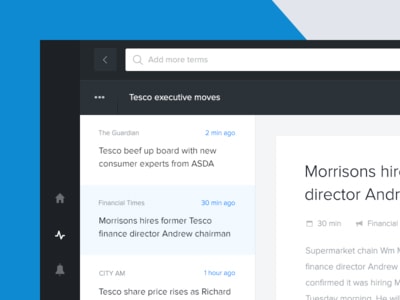 Add more terms
Tesco executive moves
The Guardian 2 min ago
Tesco beef up board with new
consumer experts from ASDA
Financial Times 30 min ago
Morrisons hires former Tesco
finance director Andrew chairman
CITY AM 1 hour ago
Tesco share price rises as Richard
Morrisons hire
director Andr
30 min Financial
Supermarket chain Wm M
finance director Andrew
confirmed it was hiring M
Tuesday morning. He will